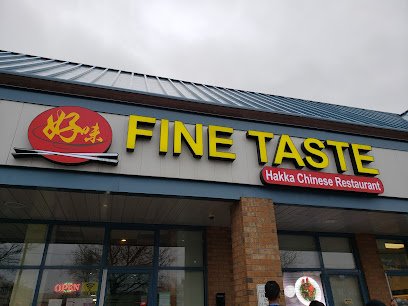 好味
FINE TASTE
Hakka Chinese Restaurant
OPEN